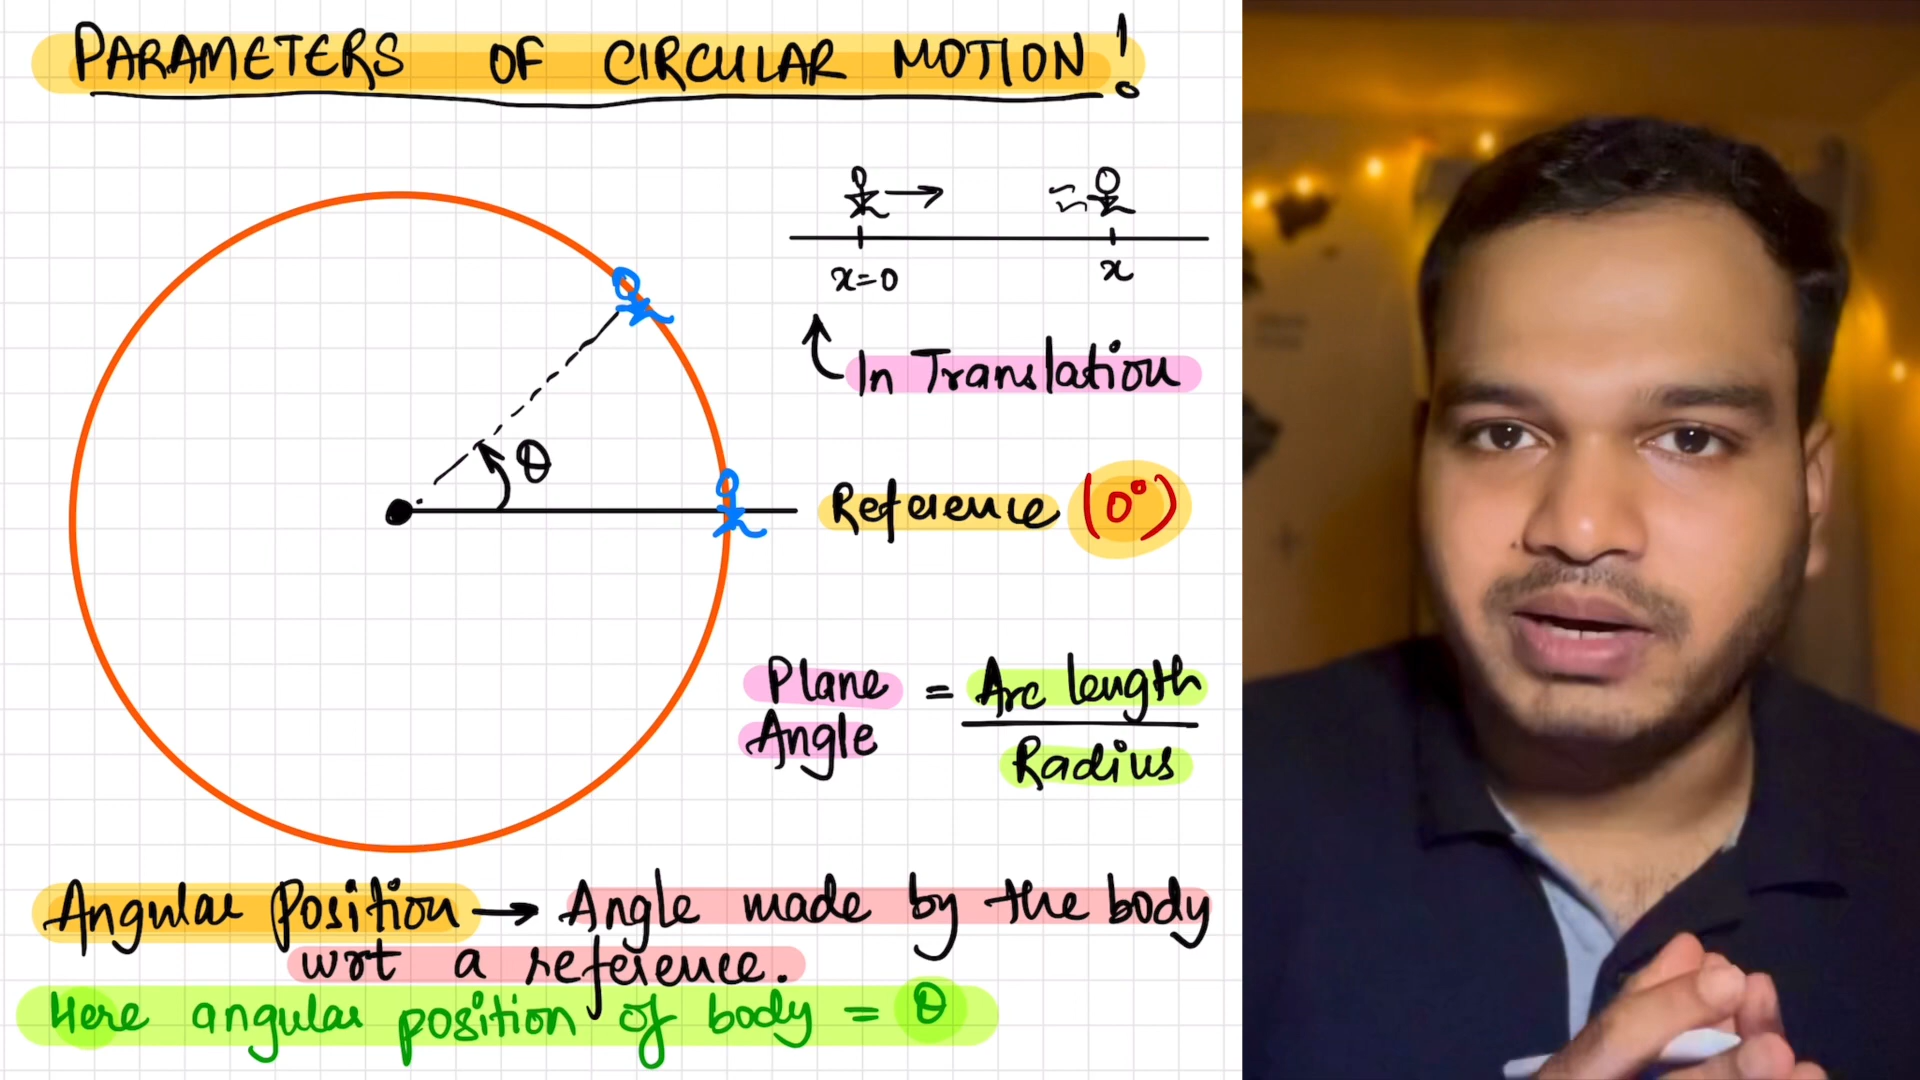 PARAMETERS OF CIRCULAR MOTION!
x=0
x
In Translation
θ
Reference (0°)
Plane Angle = Arc length
Radius
Angular Position → Angle made by the body
wrt a reference.
Here angular position of body = θ